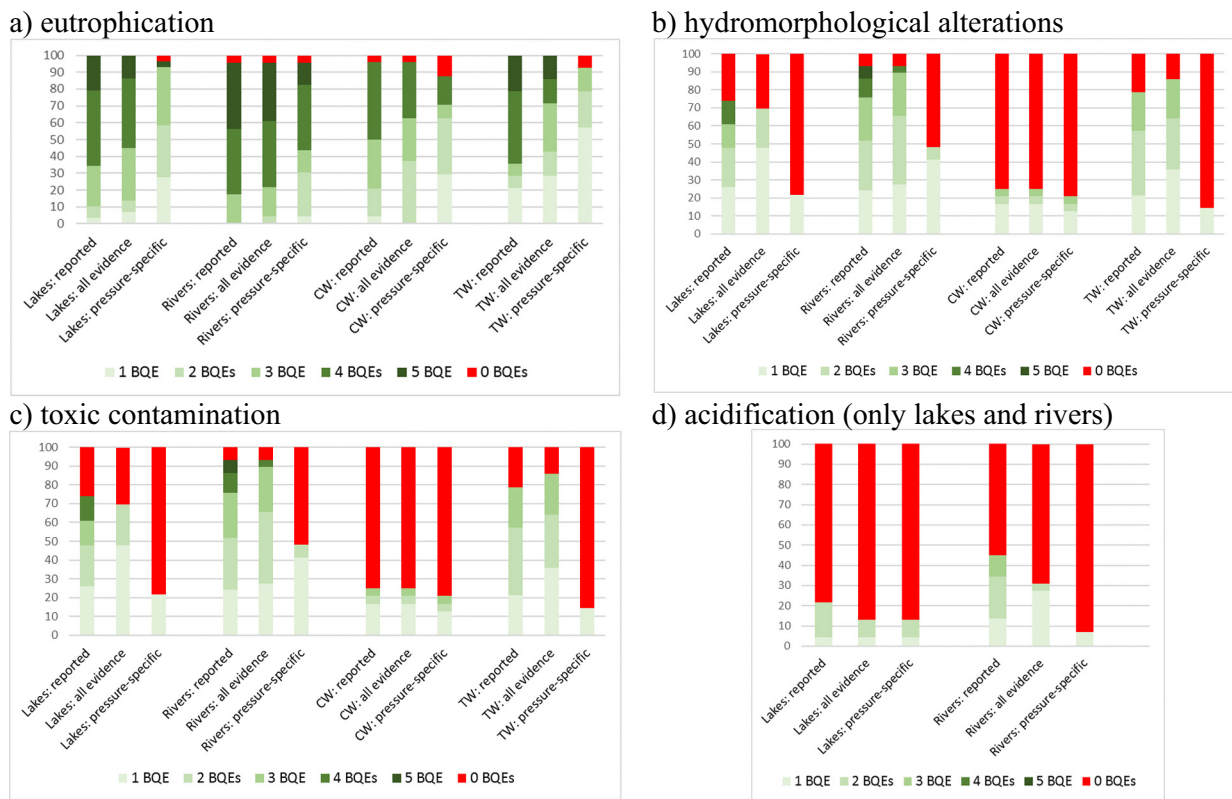 a) eutrophication
100
90
80
70
60
50
40
30
20
10
0
Lakes: reported
Lakes: all evidence
Lakes: pressure-specific
Rivers: reported
Rivers: all evidence
Rivers: pressure-specific
CW: reported
CW: all evidence
CW: pressure-specific
TW: reported
TW: all evidence
TW: pressure-specific
1 BQE 2 BQEs 3 BQE 4 BQEs 5 BQE 0 BQEs
b) hydromorphological alterations
100
90
80
70
60
50
40
30
20
10
0
Lakes: reported
Lakes: all evidence
Lakes: pressure-specific
Rivers: reported
Rivers: all evidence
Rivers: pressure-specific
CW: reported
CW: all evidence
CW: pressure-specific
TW: reported
TW: all evidence
TW: pressure-specific
1 BQE 2 BQEs 3 BQE 4 BQEs 5 BQE 0 BQEs
c) toxic contamination
100
90
80
70
60
50
40
30
20
10
0
Lakes: reported
Lakes: all evidence
Lakes: pressure-specific
Rivers: reported
Rivers: all evidence
Rivers: pressure-specific
CW: reported
CW: all evidence
CW: pressure-specific
TW: reported
TW: all evidence
TW: pressure-specific
1 BQE 2 BQEs 3 BQE 4 BQEs 5 BQE 0 BQEs
d) acidification (only lakes and rivers)
100
90
80
70
60
50
40
30
20
10
0
Lakes: reported
Lakes: all evidence
Lakes: pressure-specific
Rivers: reported
Rivers: all evidence
Rivers: pressure-specific
1 BQE 2 BQEs 3 BQE 4 BQEs 5 BQE 0 BQEs